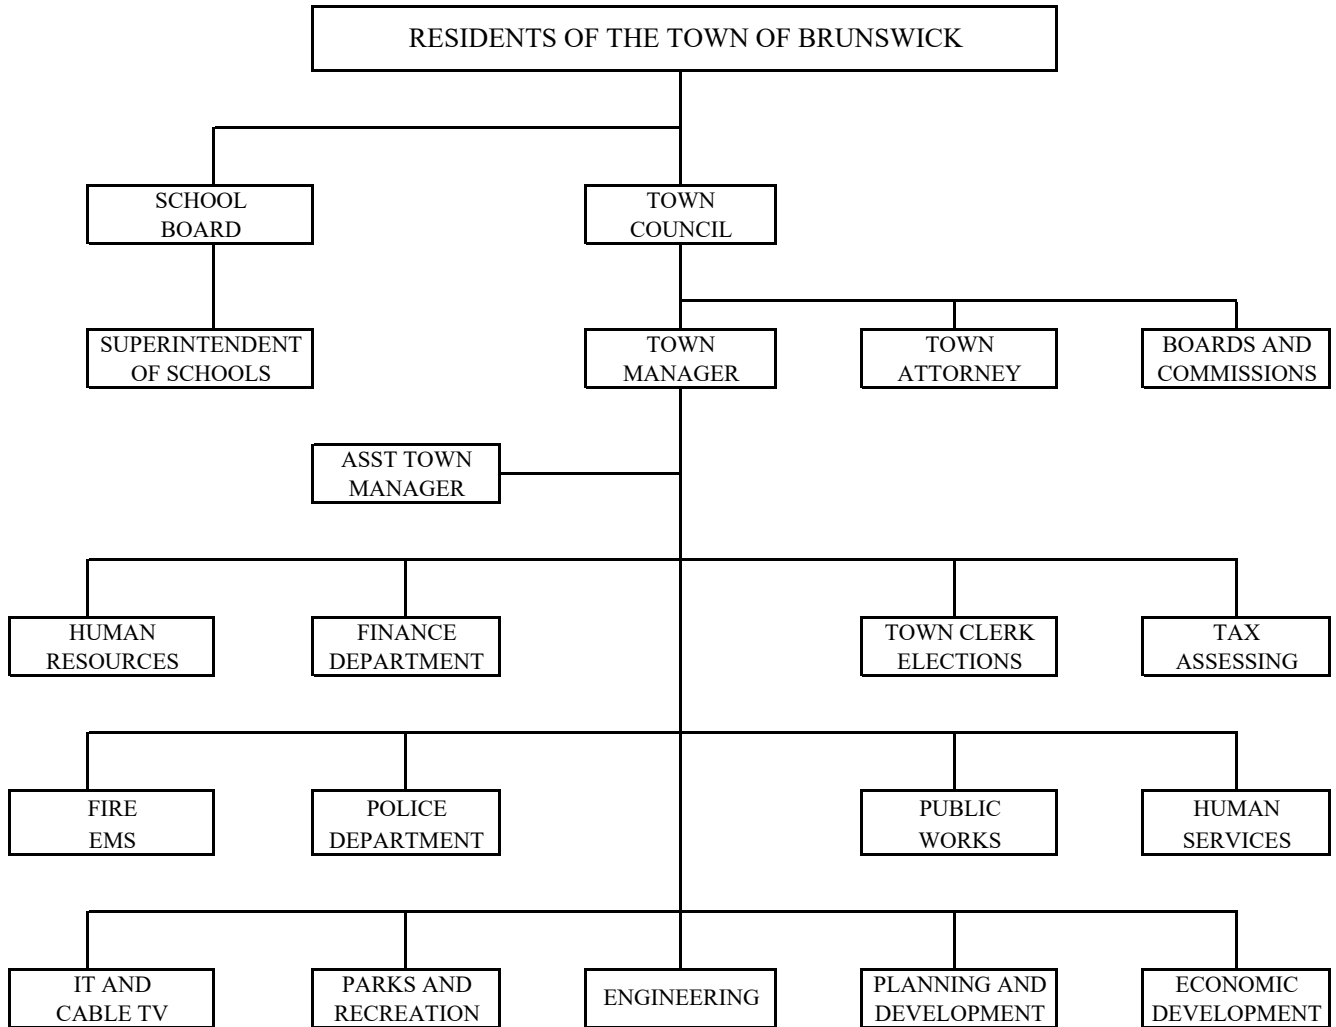 RESIDENTS OF THE TOWN OF BRUNSWICK
SCHOOL
BOARD
TOWN
COUNCIL
SUPERINTENDENT
OF SCHOOLS
TOWN
MANAGER
TOWN
ATTORNEY
BOARDS AND
COMMISSIONS
ASST TOWN
MANAGER
HUMAN
RESOURCES
FINANCE
DEPARTMENT
TOWN CLERK
ELECTIONS
TAX
ASSESSING
FIRE
EMS
POLICE
DEPARTMENT
PUBLIC
WORKS
HUMAN
SERVICES
IT AND
CABLE TV
PARKS AND
RECREATION
ENGINEERING
PLANNING AND
DEVELOPMENT
ECONOMIC
DEVELOPMENT